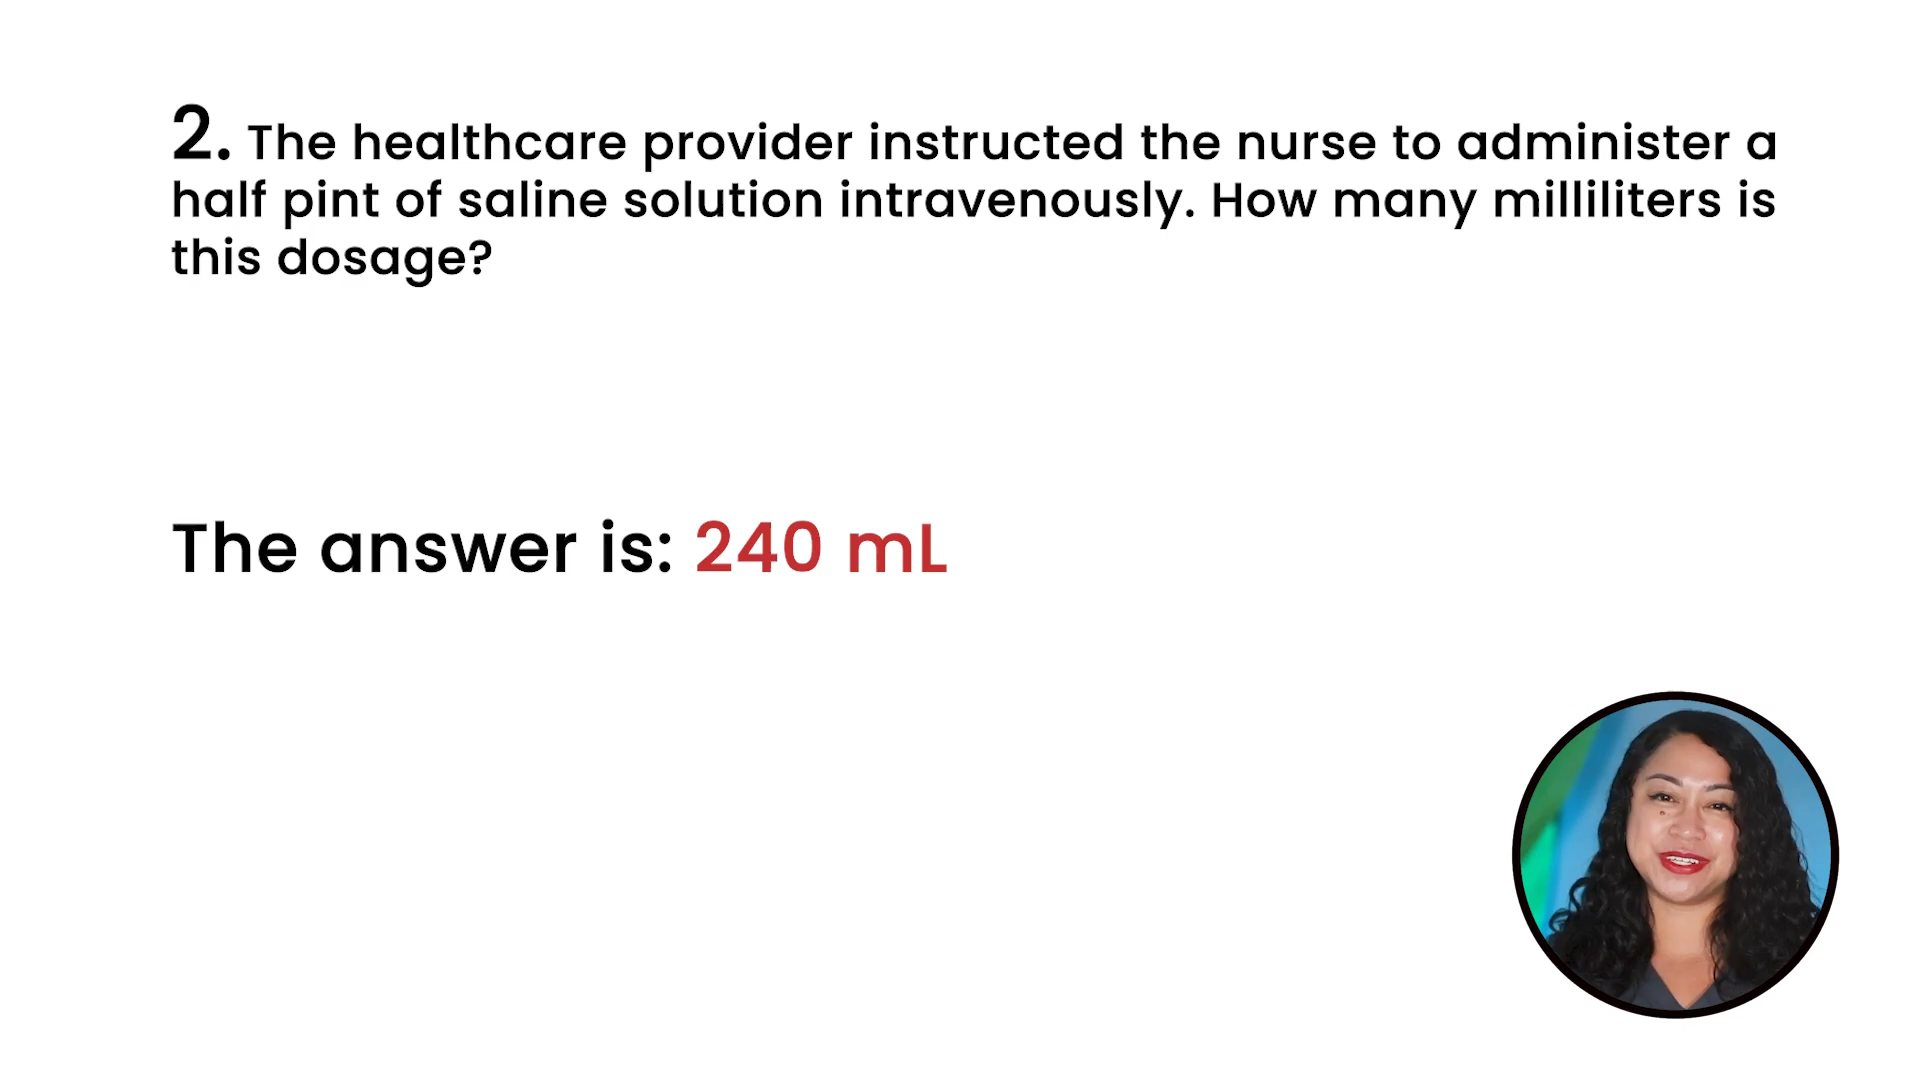 2. The healthcare provider instructed the nurse to administer a
half pint of saline solution intravenously. How many milliliters is
this dosage?
The answer is: 240 mL